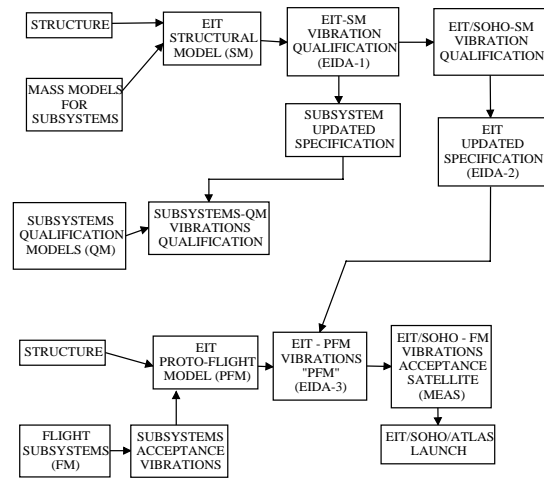 STRUCTURE
EIT
STRUCTURAL
MODEL (SM)
EIT-SM
VIBRATION
QUALIFICATION
(EIDA-1)
EIT/SOHO-SM
VIBRATION
QUALIFICATION
MASS MODELS
FOR
SUBSYSTEMS
SUBSYSTEM
UPDATED
SPECIFICATION
EIT
UPDATED
SPECIFICATION
(EIDA-2)
SUBSYSTEMS
QUALIFICATION
MODELS (QM)
SUBSYSTEMS-QM
VIBRATIONS
QUALIFICATION
STRUCTURE
EIT
PROTO-FLIGHT
MODEL (PFM)
EIT - PFM
VIBRATIONS
"PFM"
(EIDA-3)
EIT/SOHO - FM
VIBRATIONS
ACCEPTANCE
SATELLITE
(MEAS)
FLIGHT
SUBSYSTEMS
(FM)
SUBSYSTEMS
ACCEPTANCE
VIBRATIONS
EIT/SOHO/ATLAS
LAUNCH